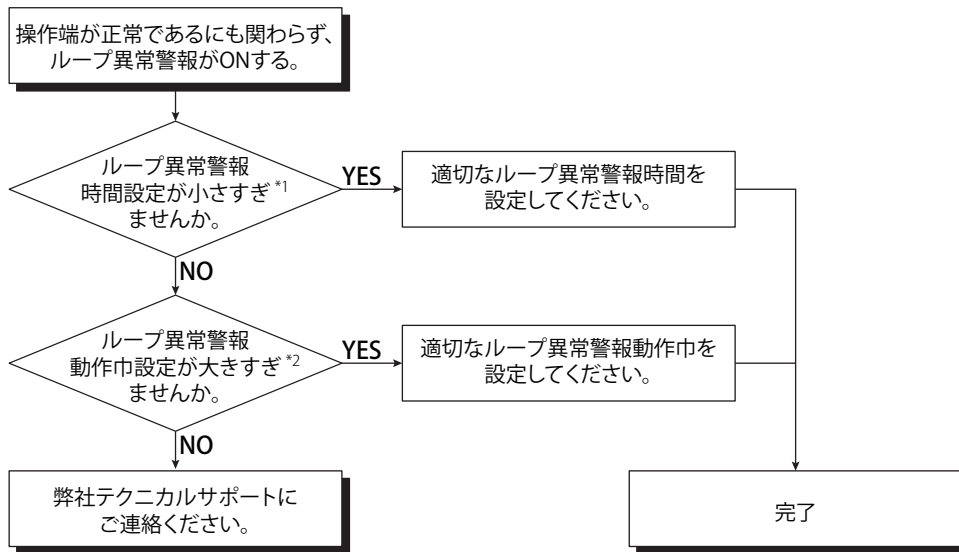 操作端が正常であるにも関わらず、
ループ異常警報がONする。
ループ異常警報
時間設定が小さすぎ*1
ませんか。
YES
適切なループ異常警報時間を
設定してください。
NO
ループ異常警報
動作巾設定が大きすぎ*2
ませんか。
YES
適切なループ異常警報動作巾を
設定してください。
NO
弊社テクニカルサポートに
ご連絡ください。
完了